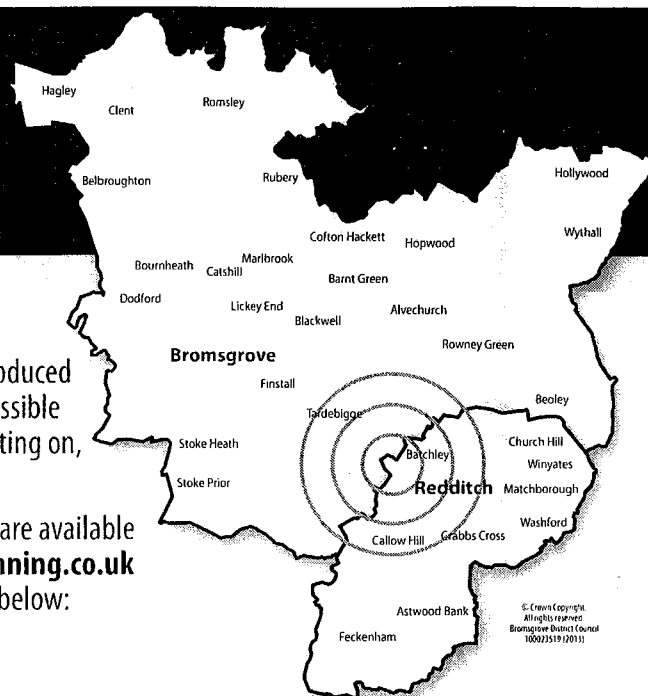 Hagley
Clent
Romsley
Belbroughton
Rubery
Hollywood
Wythall
Cofton Hackett
Hopwood
Marlbrook
Bournheath
Catshill
Barnt Green
Dodford
Lickey End
Alvechurch
Blackwell
Rowney Green
Bromsgrove
oduced
Finstall
ssible
Beoley
Tardebigge
ting on,
Stoke Heath
Church Hill
Batchley
Winyates
Stoke Prior
Redditch
Matchborough
Washford
are available
Callow Hill
Crabbs Cross
nning.co.uk
below:
Astwood Bank
Feckenham
© Crown Copyright.
All rights reserved
Bromsgrove District Council
100023519 (2013)